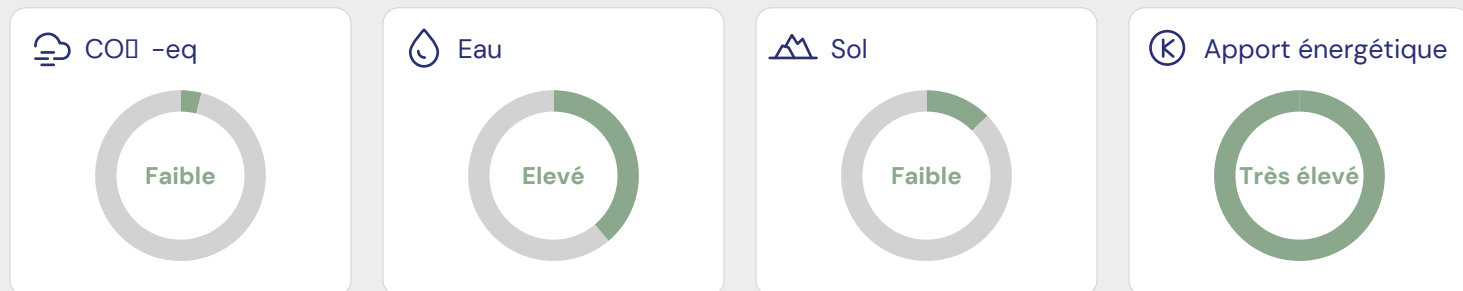 CO▯ -eq
Eau
Sol
Apport énergétique
Faible
Elevé
Faible
Très élevé